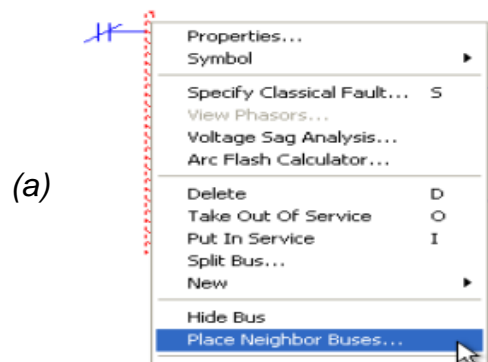 Properties...
Symbol
Specify Classical Fault... S
View Phasors...
Voltage Sag Analysis...
Arc Flash Calculator...
(a)
Delete D
Take Out Of Service O
Put In Service I
Split Bus...
New
Hide Bus
Place Neighbor Buses...